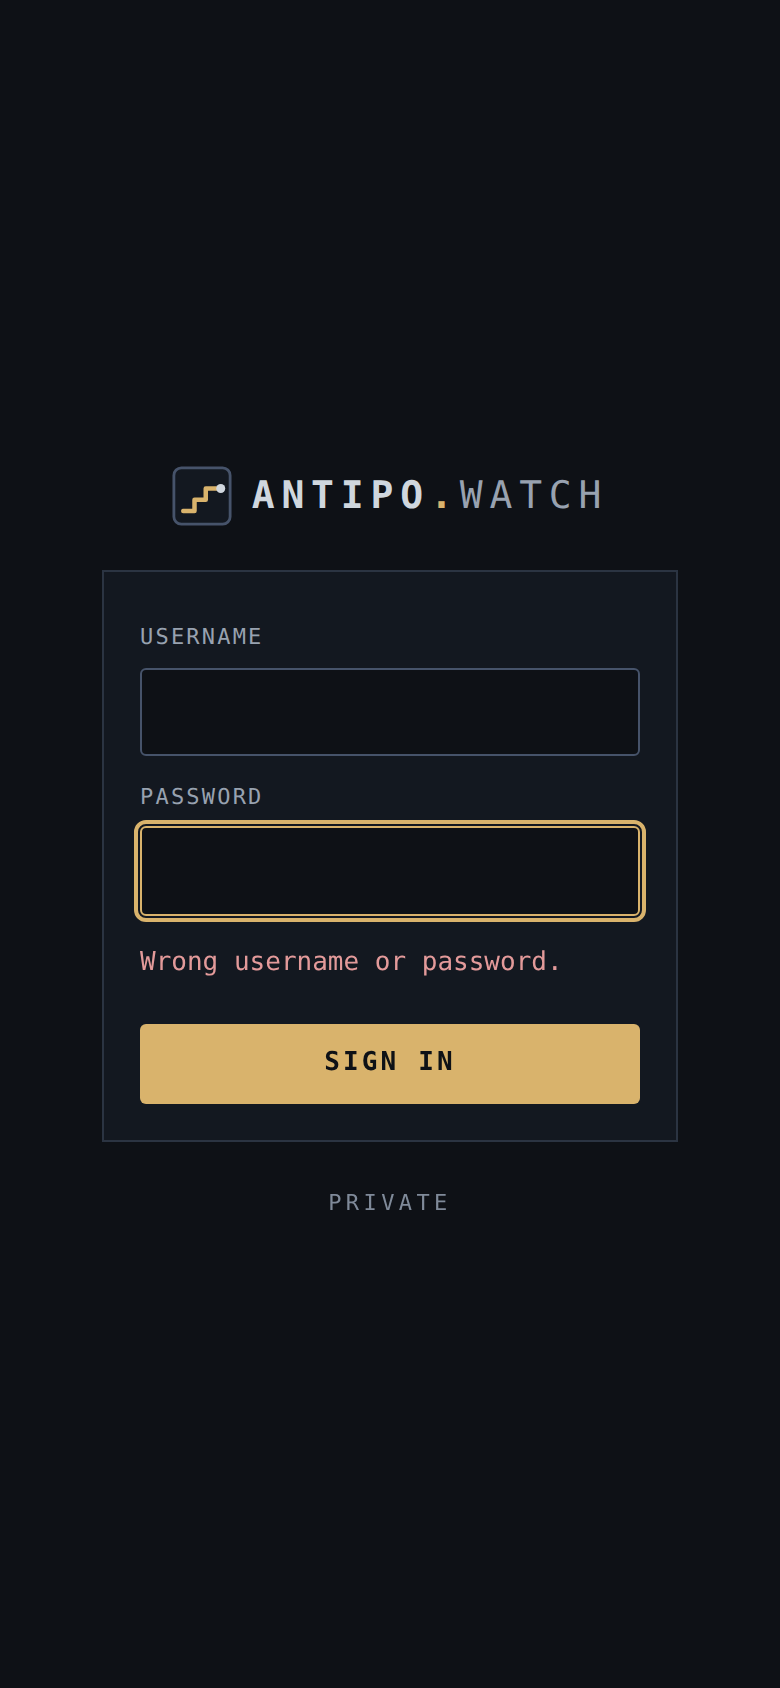 ANTIPO.WATCH
USERNAME
PASSWORD
Wrong username or password.
SIGN IN
PRIVATE